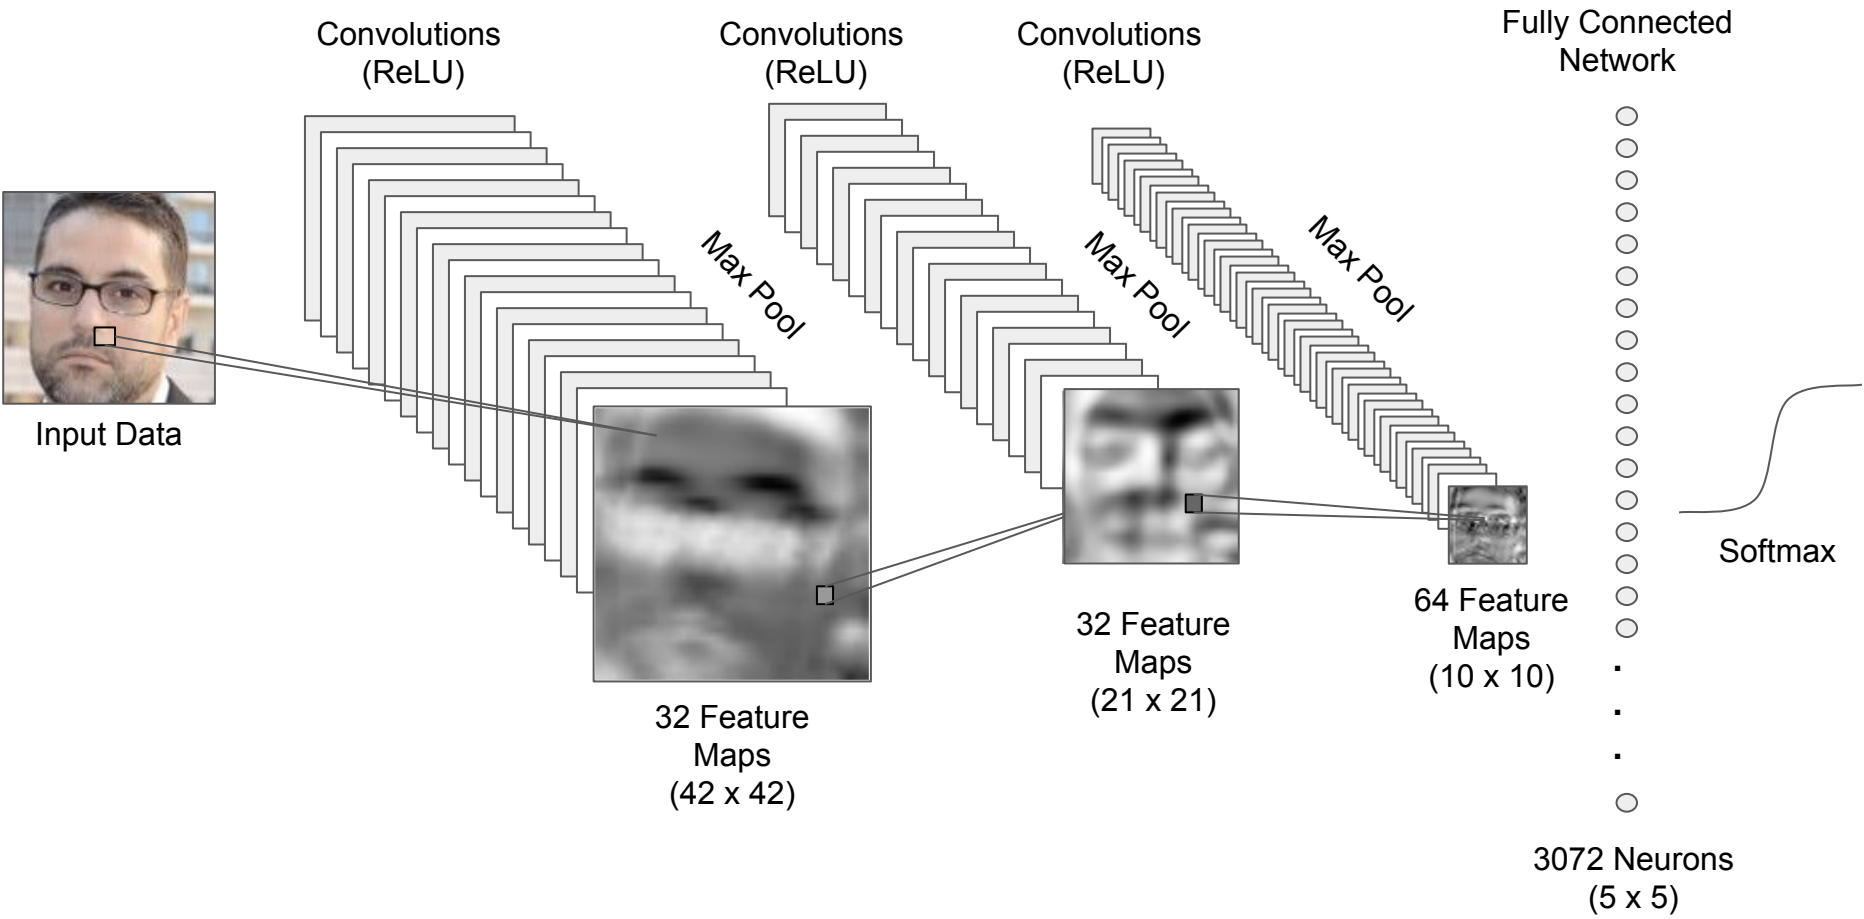 Convolutions
(ReLU)
Convolutions
(ReLU)
Convolutions
(ReLU)
Fully Connected
Network
Max Pool
Max Pool
Max Pool
Input Data
Softmax
32 Feature
Maps
(42 x 42)
32 Feature
Maps
(21 x 21)
64 Feature
Maps
(10 x 10)
3072 Neurons
(5 x 5)